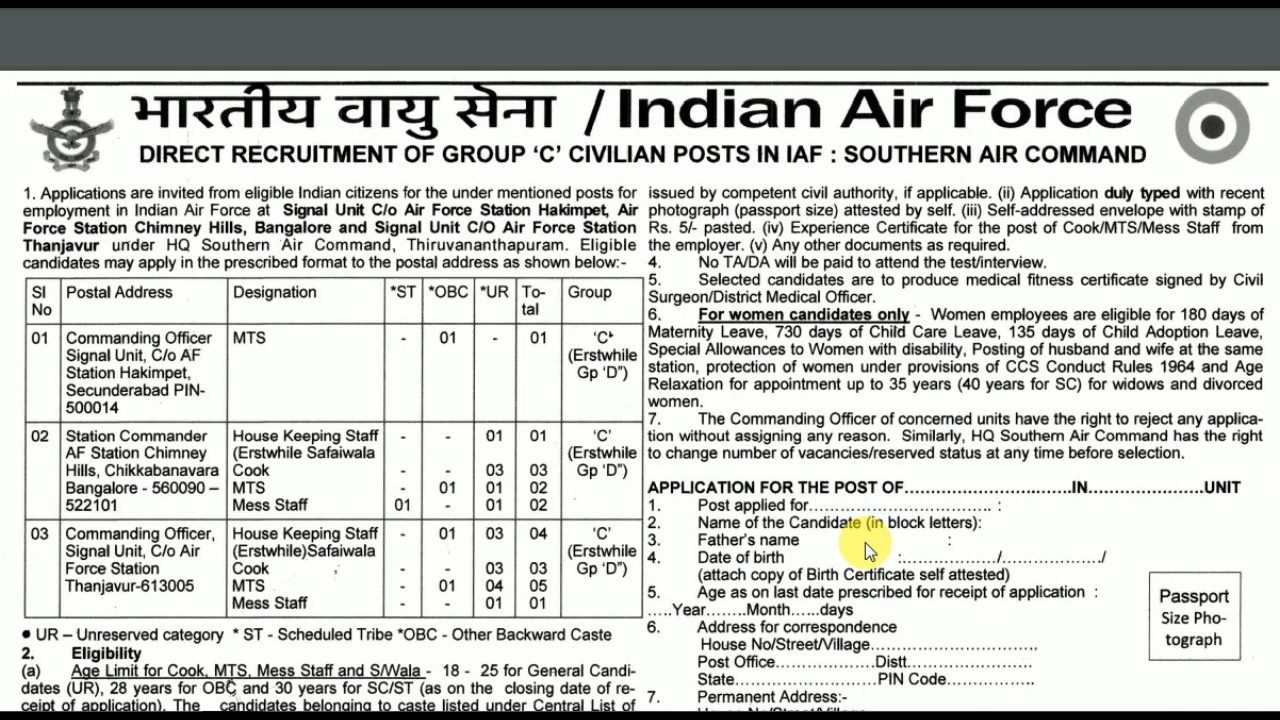 भारतीय वायु सेना / Indian Air Force
DIRECT RECRUITMENT OF GROUP ‘C’ CIVILIAN POSTS IN IAF : SOUTHERN AIR COMMAND
1. Applications are invited from eligible Indian citizens for the under mentioned posts for
employment in Indian Air Force at Signal Unit C/o Air Force Station Hakimpet, Air
Force Station Chimney Hills, Bangalore and Signal Unit C/O Air Force Station
Thanjavur under HQ Southern Air Command, Thiruvananthapuram. Eligible
candidates may apply in the prescribed format to the postal address as shown below:-
Sl Postal Address Designation *ST *OBC *UR To- Group
No tal
01 Commanding Officer MTS - 01 - 01 ‘C‘
Signal Unit, C/o AF (Erstwhile
Station Hakimpet, Gp ‘D”)
Secunderabad PIN-
500014
02 Station Commander House Keeping Staff - - 01 01 ‘C’
AF Station Chimney (Erstwhile Safaiwala (Erstwhile
Hills, Chikkabanavara Cook - - 03 03 Gp ‘D”)
Bangalore - 560090 – MTS - 01 01 02
522101 Mess Staff 01 - 01 02
03 Commanding Officer, House Keeping Staff - 01 03 04 ‘C’
Signal Unit, C/o Air (Erstwhile)Safaiwala (Erstwhile
Force Station Cook - - 03 03 Gp ‘D”)
Thanjavur-613005 MTS - 01 04 05
Mess Staff - - 01 01
● UR – Unreserved category * ST - Scheduled Tribe *OBC - Other Backward Caste
2. Eligibility
(a) Age Limit for Cook, MTS, Mess Staff and S/Wala - 18 - 25 for General Candi-
dates (UR), 28 years for OBC and 30 years for SC/ST (as on the closing date of re-
ceipt of application). The candidates belonging to caste listed under Central List of
issued by competent civil authority, if applicable. (ii) Application duly typed with recent
photograph (passport size) attested by self. (iii) Self-addressed envelope with stamp of
Rs. 5/- pasted. (iv) Experience Certificate for the post of Cook/MTS/Mess Staff from
the employer. (v) Any other documents as required.
4. No TA/DA will be paid to attend the test/interview.
5. Selected candidates are to produce medical fitness certificate signed by Civil
Surgeon/District Medical Officer.
6. For women candidates only - Women employees are eligible for 180 days of
Maternity Leave, 730 days of Child Care Leave, 135 days of Child Adoption Leave,
Special Allowances to Women with disability, Posting of husband and wife at the same
station, protection of women under provisions of CCS Conduct Rules 1964 and Age
Relaxation for appointment up to 35 years (40 years for SC) for widows and divorced
women.
7. The Commanding Officer of concerned units have the right to reject any applica-
tion without assigning any reason. Similarly, HQ Southern Air Command has the right
to change number of vacancies/reserved status at any time before selection.
APPLICATION FOR THE POST OF..............................IN.....................UNIT
1. Post applied for.................................. :
2. Name of the Candidate (in block letters):
3. Father's name :
4. Date of birth :................../..................../
(attach copy of Birth Certificate self attested)
5. Age as on last date prescribed for receipt of application :
.....Year........Month......days
6. Address for correspondence
House No/Street/Village...............................
Post Office...................Distt.......................
State...........................PIN Code................
7. Permanent Address:-
Passport
Size Pho-
tograph